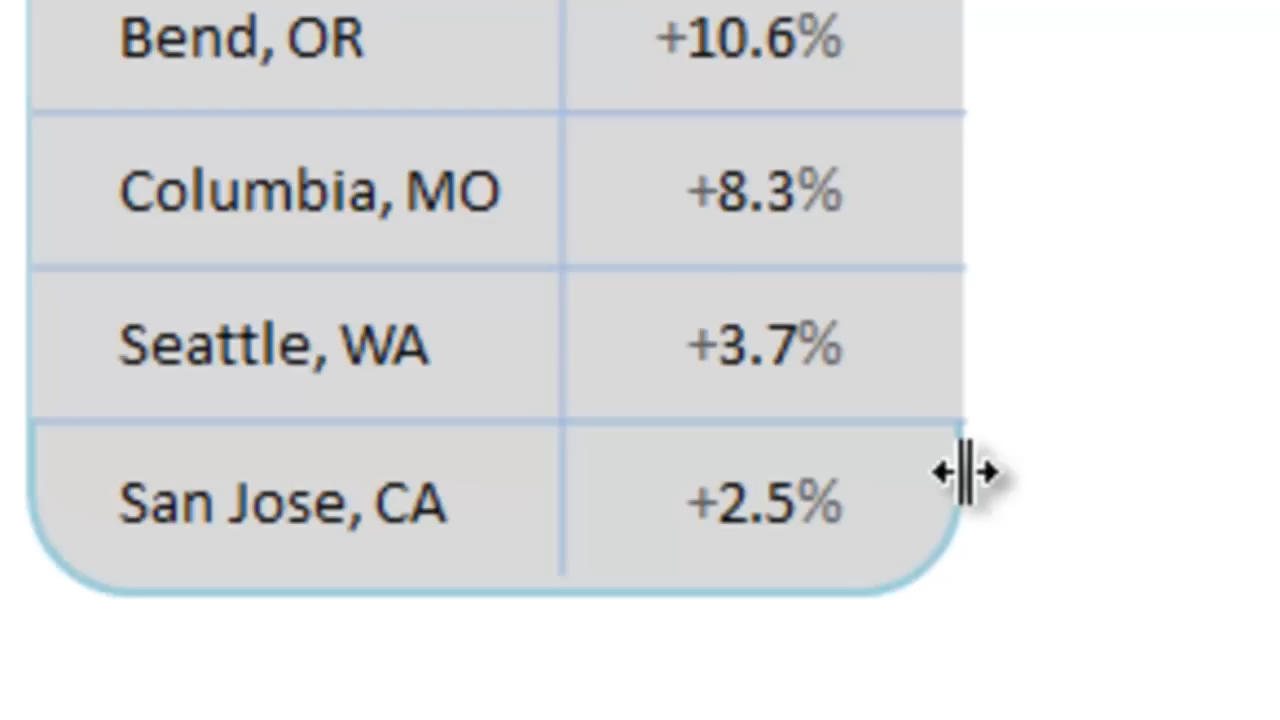 Bend, OR +10.6%
Columbia, MO +8.3%
Seattle, WA +3.7%
San Jose, CA +2.5%